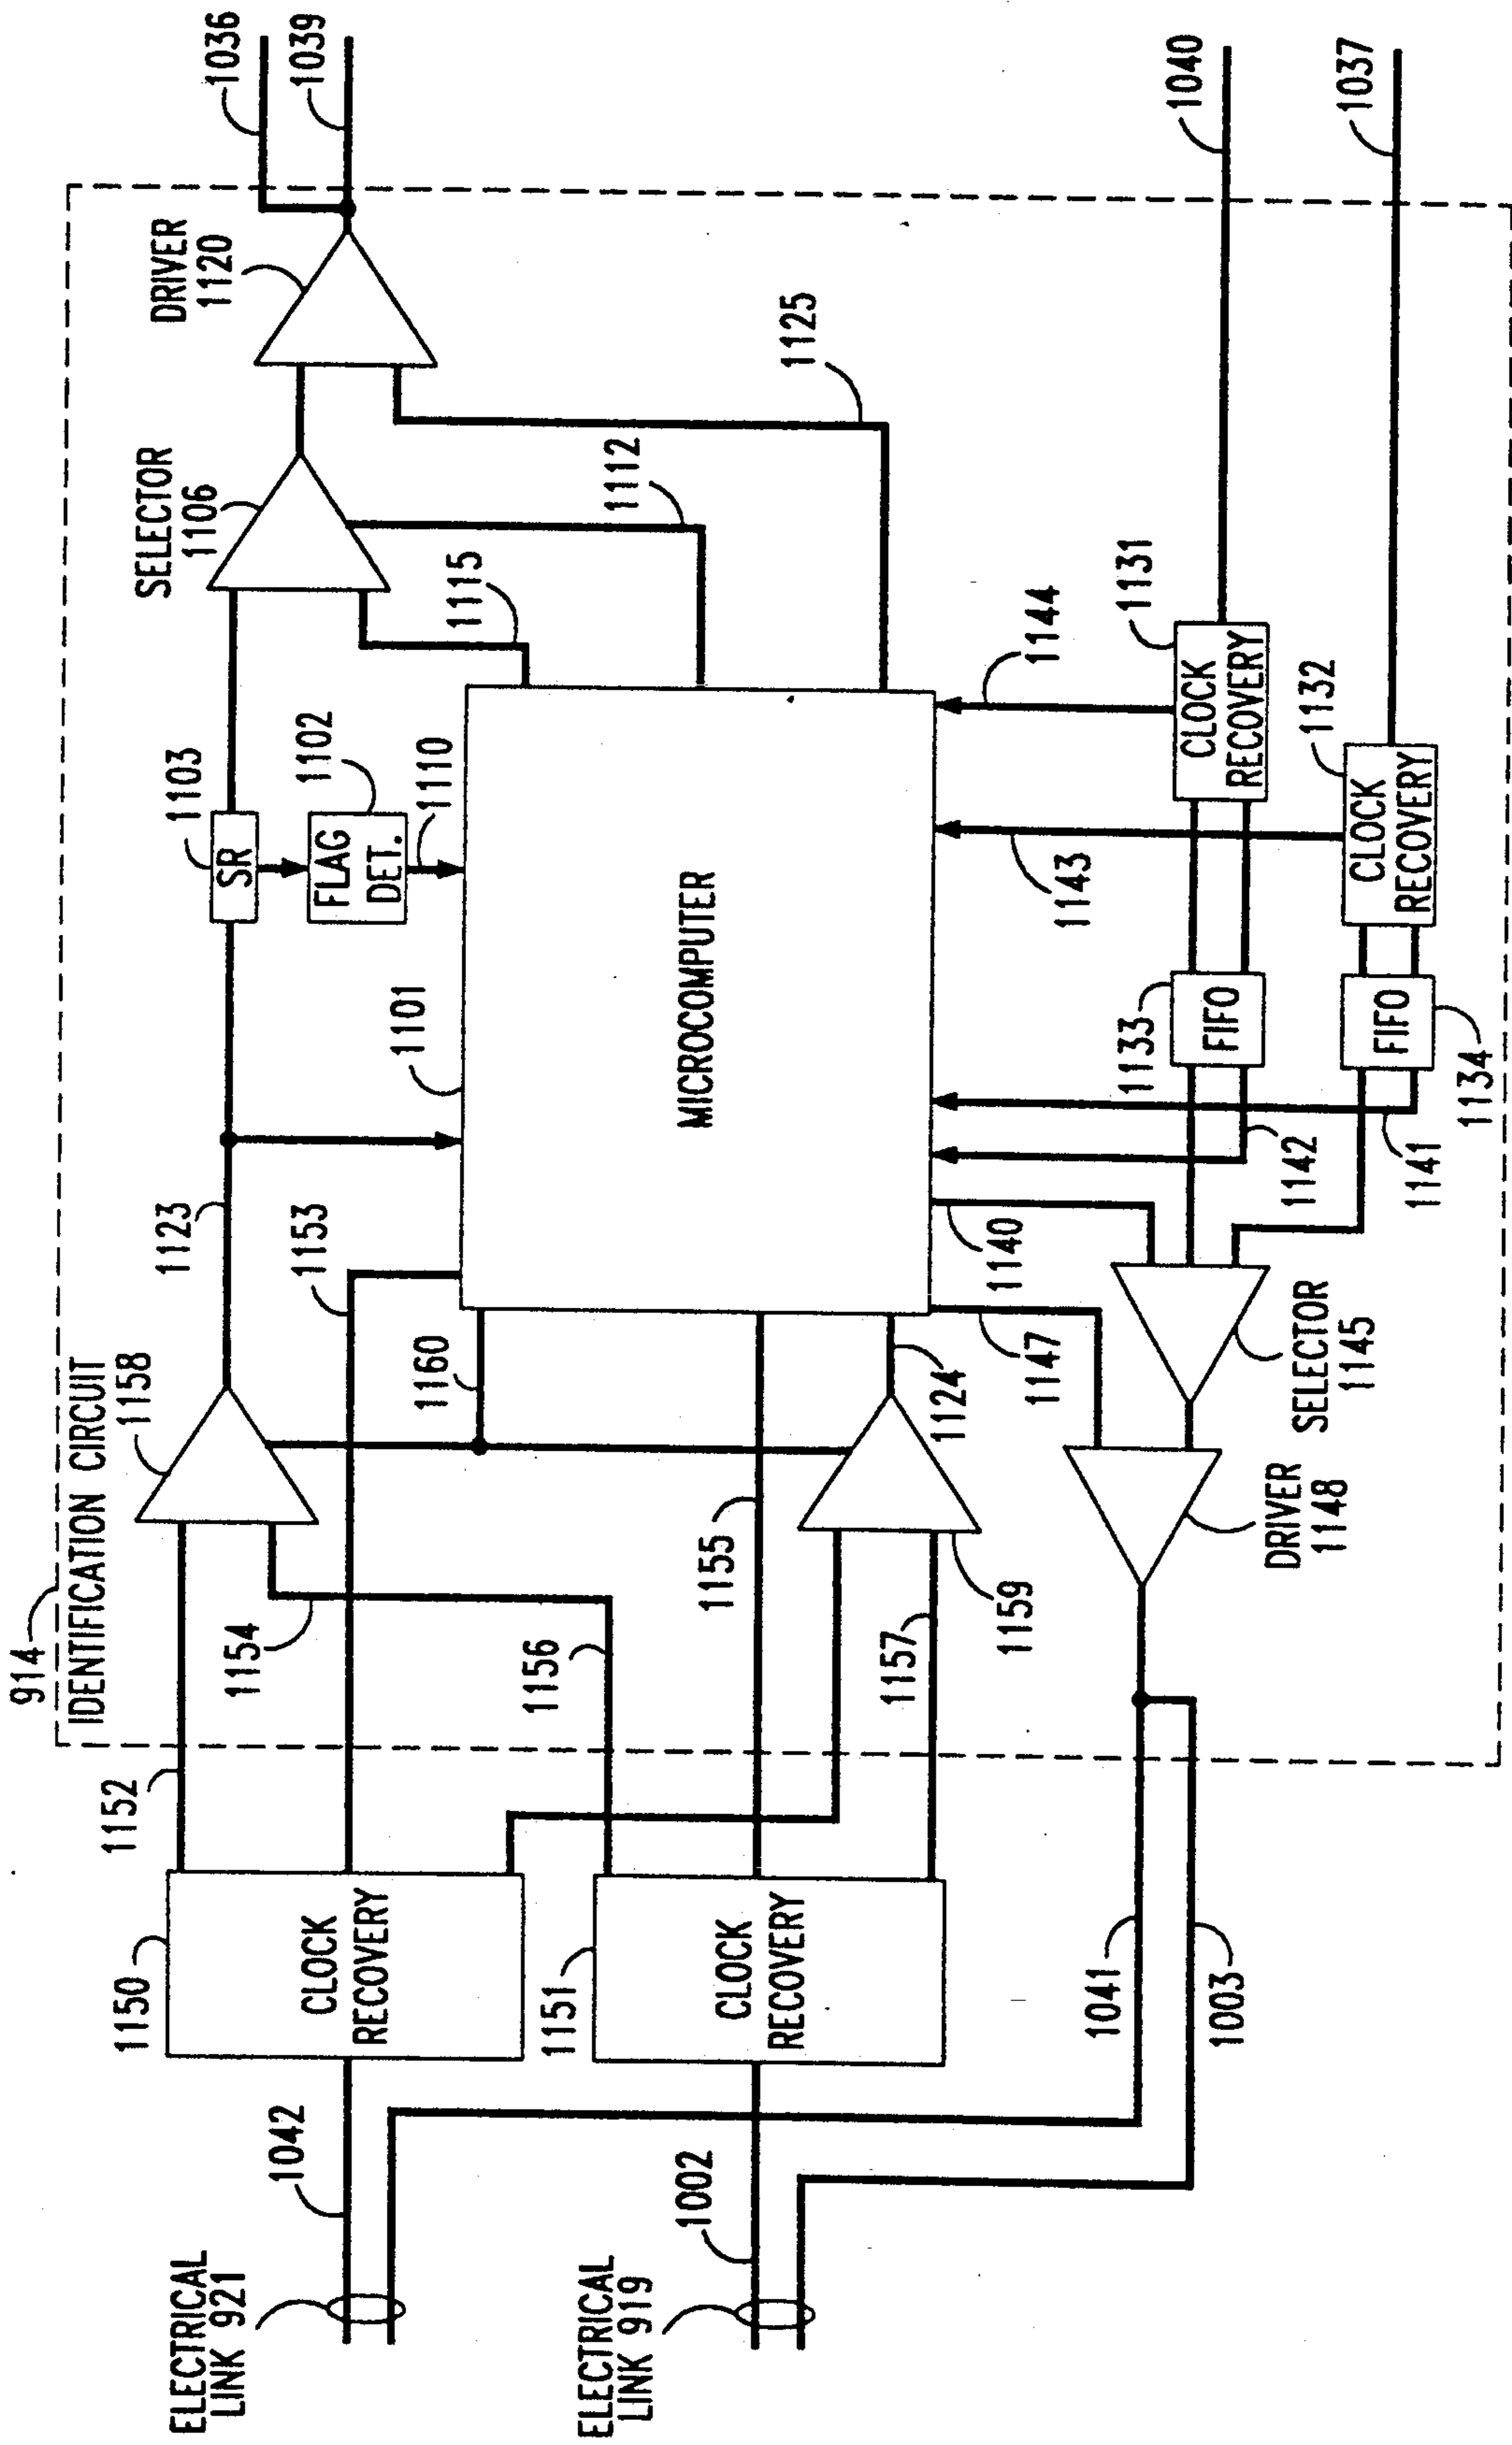 914
IDENTIFICATION CIRCUIT
1158
1152
1154
1123
1153
1160
1156
1155
1157
1159
1124
1150
CLOCK
RECOVERY
1151
CLOCK
RECOVERY
1042
1002
ELECTRICAL
LINK 921
ELECTRICAL
LINK 919
1041
1003
1101
MICROCOMPUTER
1103
SR
FLAG
DET.
1102
1110
SELECTOR
1106
1115
1112
DRIVER
1120
1125
1036
1039
1040
1037
1144
1131
CLOCK
RECOVERY
1143
1132
CLOCK
RECOVERY
1133
FIFO
FIFO
1134
1142
1141
1140
1147
SELECTOR
1145
DRIVER
1148